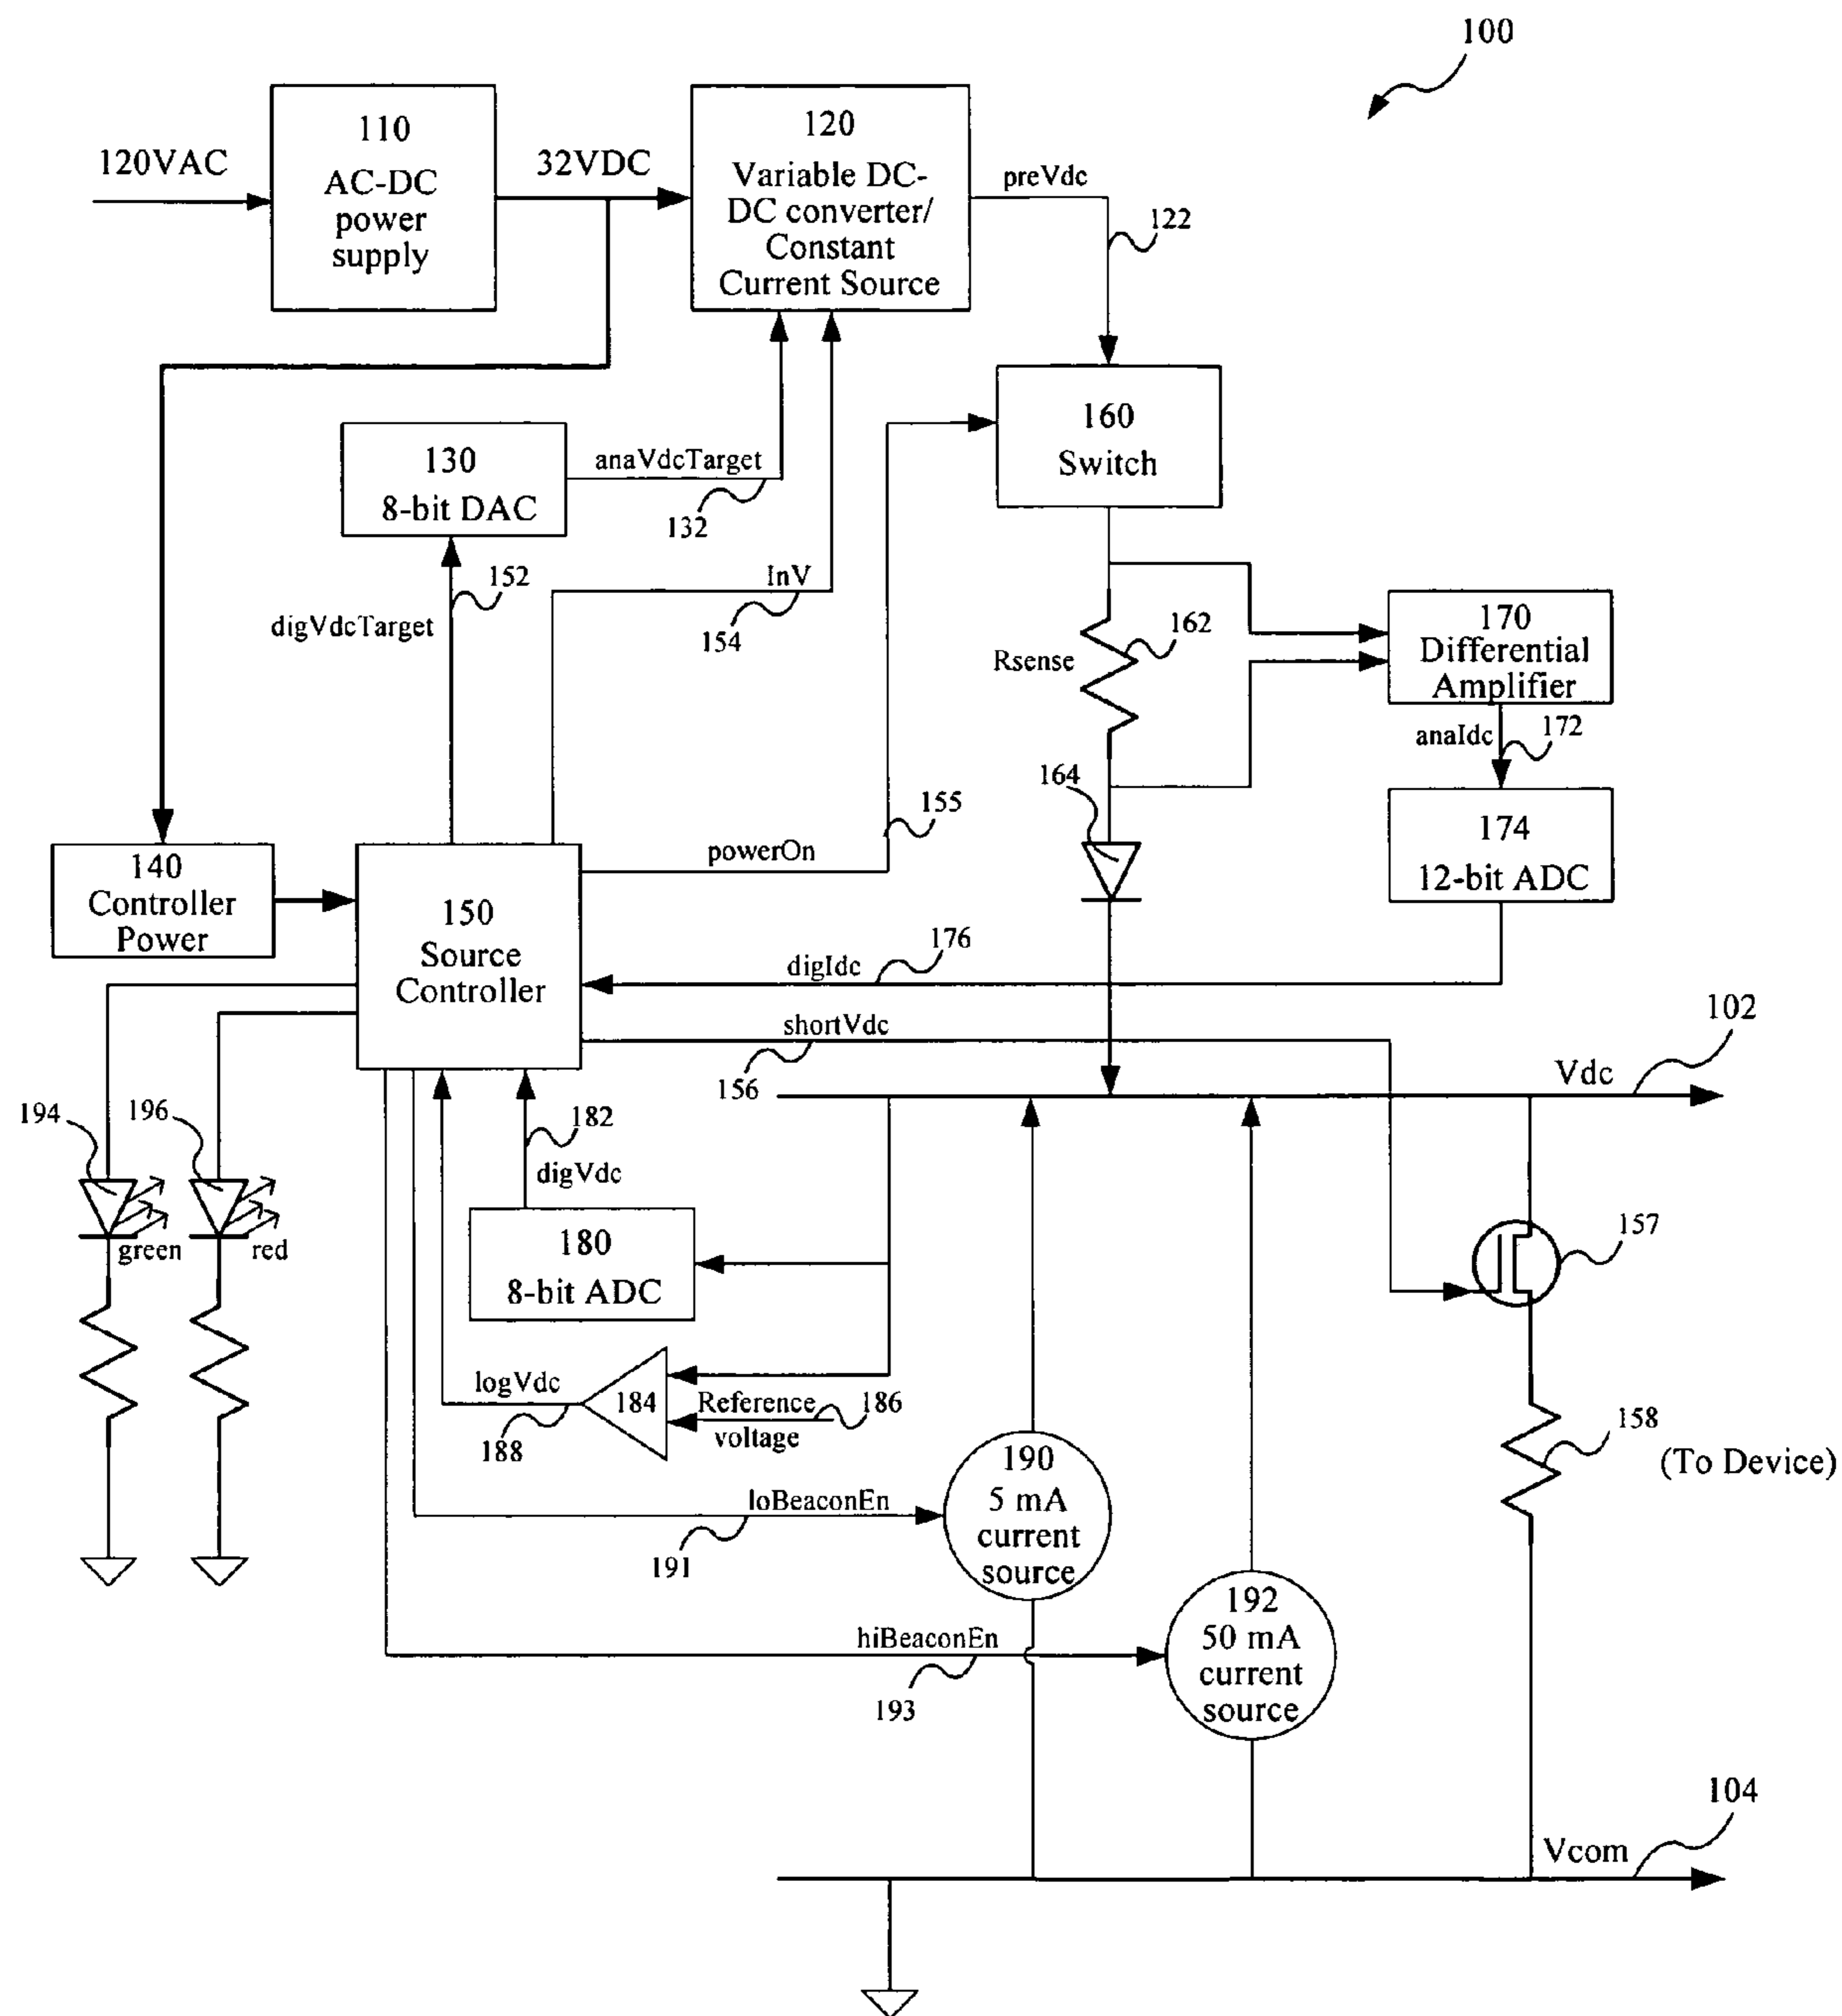 100
110
AC-DC
power
supply
120VAC
32VDC
120
Variable DC-
DC converter/
Constant
Current Source
preVdc
122
160
Switch
130
8-bit DAC
anaVdcTarget
132
152
digVdcTarget
InV
154
162
Rsense
170
Differential
Amplifier
anaIdc
172
164
174
12-bit ADC
155
powerOn
140
Controller
Power
150
Source
Controller
176
digIdc
shortVdc
156
102
Vdc
194
196
green
red
182
digVdc
180
8-bit ADC
157
logVdc
188
184
Reference
voltage
186
158
(To Device)
190
5 mA
current
source
loBeaconEn
191
192
50 mA
current
source
hiBeaconEn
193
104
Vcom